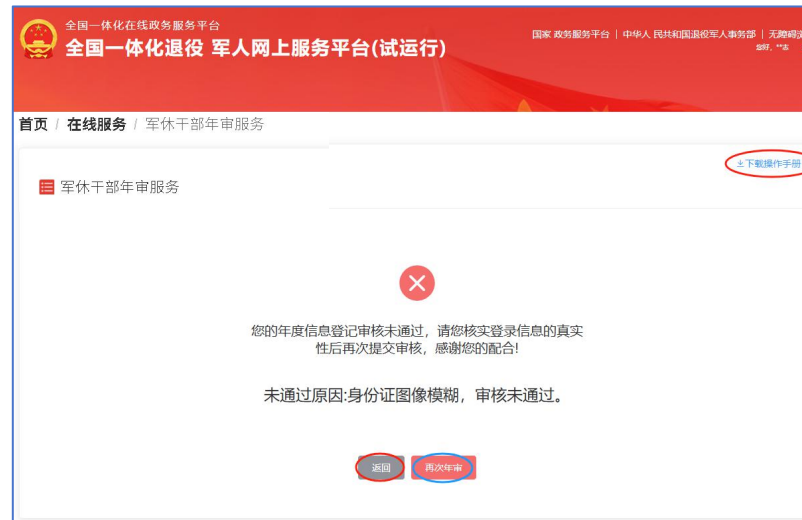 全国一体化在线政务服务平台
全国一体化退役 军人网上服务平台(试运行)
国家 政务服务平台 | 中华人 民共和国退役军人事务部 | 无障碍浏
您好，**志
首页 / 在线服务 / 军休干部年审服务
下载操作手册
军休干部年审服务
您的年度信息登记审核未通过，请您核实登录信息的真实
性后再次提交审核，感谢您的配合!
未通过原因:身份证图像模糊，审核未通过。
返回
再次年审